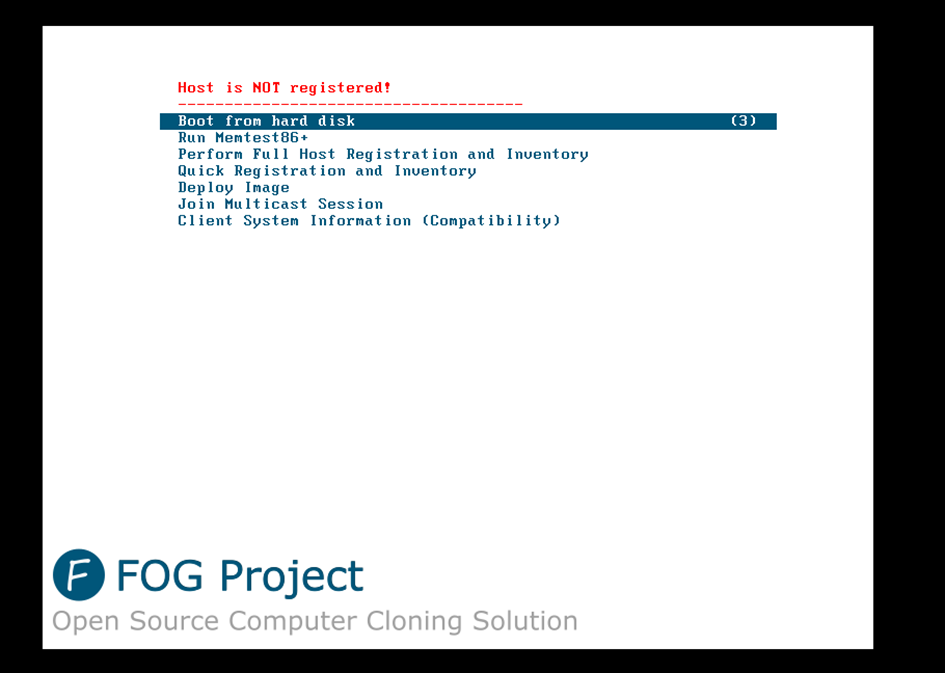 Host is NOT registered!
-------------------------------------
Boot from hard disk (3)
Run Memtest86+
Perform Full Host Registration and Inventory
Quick Registration and Inventory
Deploy Image
Join Multicast Session
Client System Information (Compatibility)
F FOG Project
Open Source Computer Cloning Solution